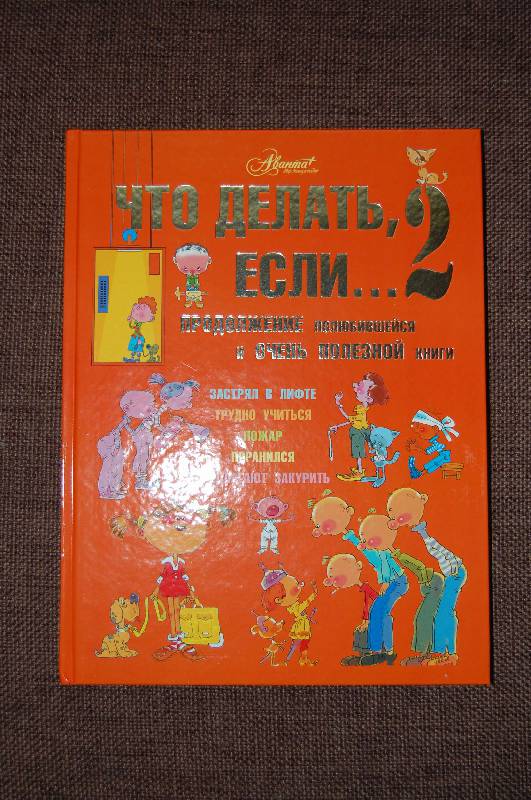 Аванта+
ЧТО ДЕЛАТЬ,
ЕСЛИ... 2
ПРОДОЛЖЕНИЕ ПОЛЮБИВШЕЙСЯ
И ОЧЕНЬ ПОЛЕЗНОЙ КНИГИ
ЗАСТРЯЛ В ЛИФТЕ
ТРУДНО УЧИТЬСЯ
ПОЖАР
ПОРАНИЛСЯ
ЗАКУРИТЬ